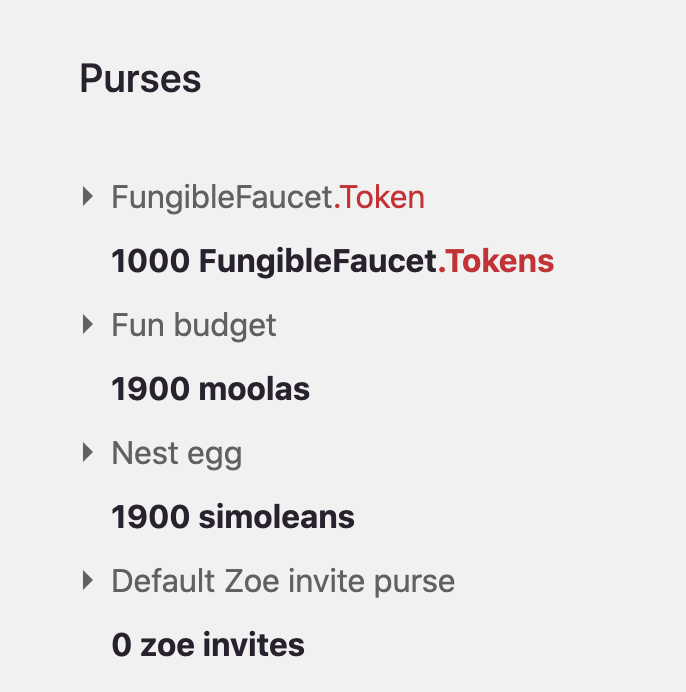 Purses
FungibleFaucet.Token
1000 FungibleFaucet.Tokens
Fun budget
1900 moolas
Nest egg
1900 simoleans
Default Zoe invite purse
0 zoe invites